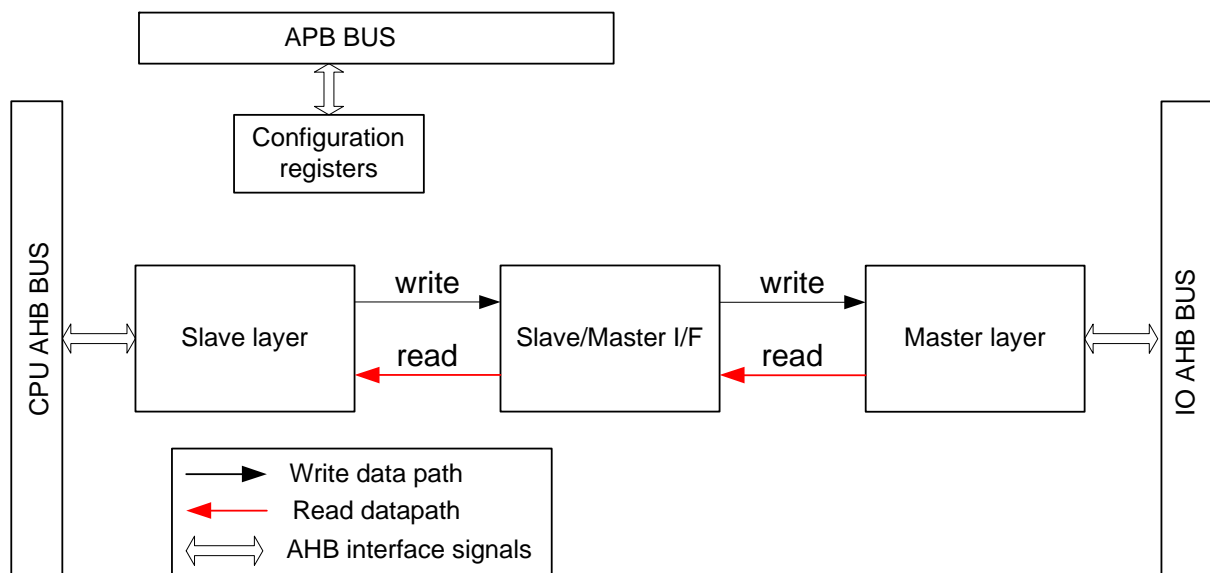 APB BUS
Configuration
registers
CPU AHB BUS
Slave layer
write
read
Slave/Master I/F
write
read
Master layer
IO AHB BUS
Write data path
Read datapath
AHB interface signals